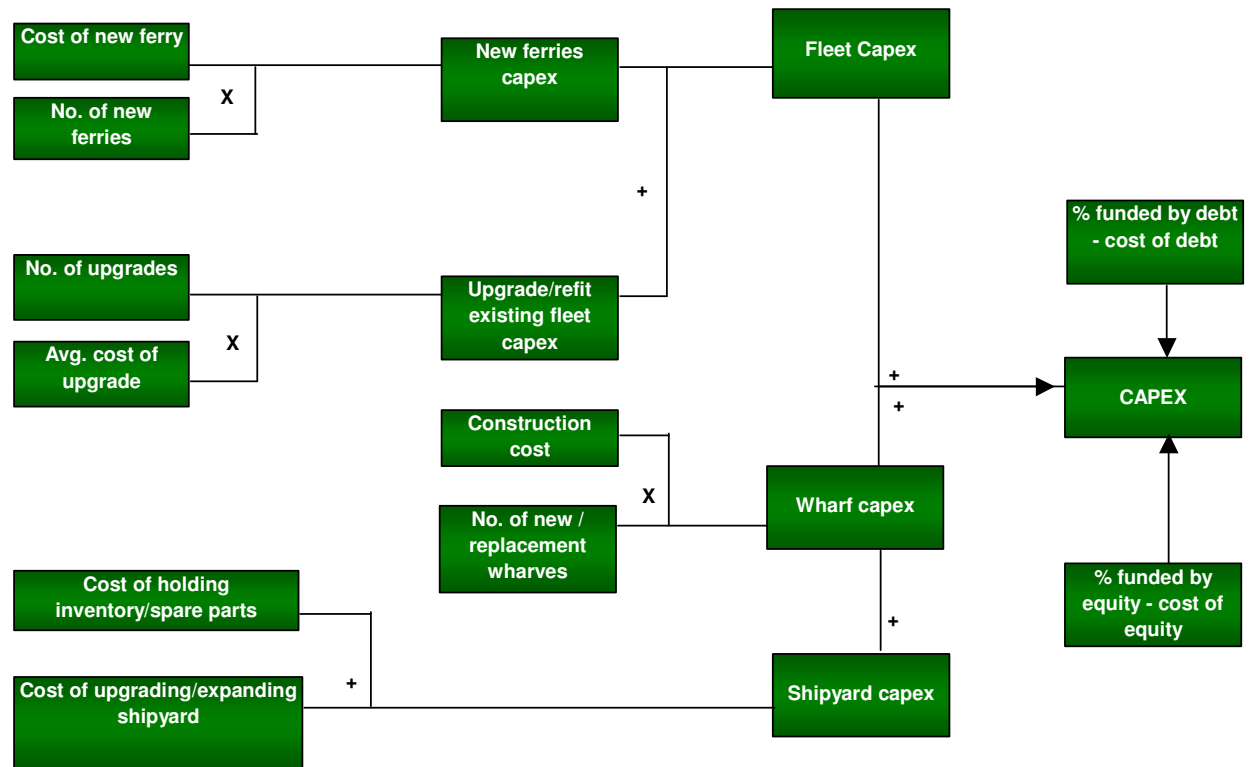 Cost of new ferry
X
No. of new
ferries
New ferries
capex
Fleet Capex
+
No. of upgrades
X
Avg. cost of
upgrade
Upgrade/refit
existing fleet
capex
% funded by debt
- cost of debt
+
+
CAPEX
Construction
cost
X
No. of new /
replacement
wharves
Wharf capex
% funded by
equity - cost of
equity
Cost of holding
inventory/spare parts
+
Cost of upgrading/expanding
shipyard
+
Shipyard capex